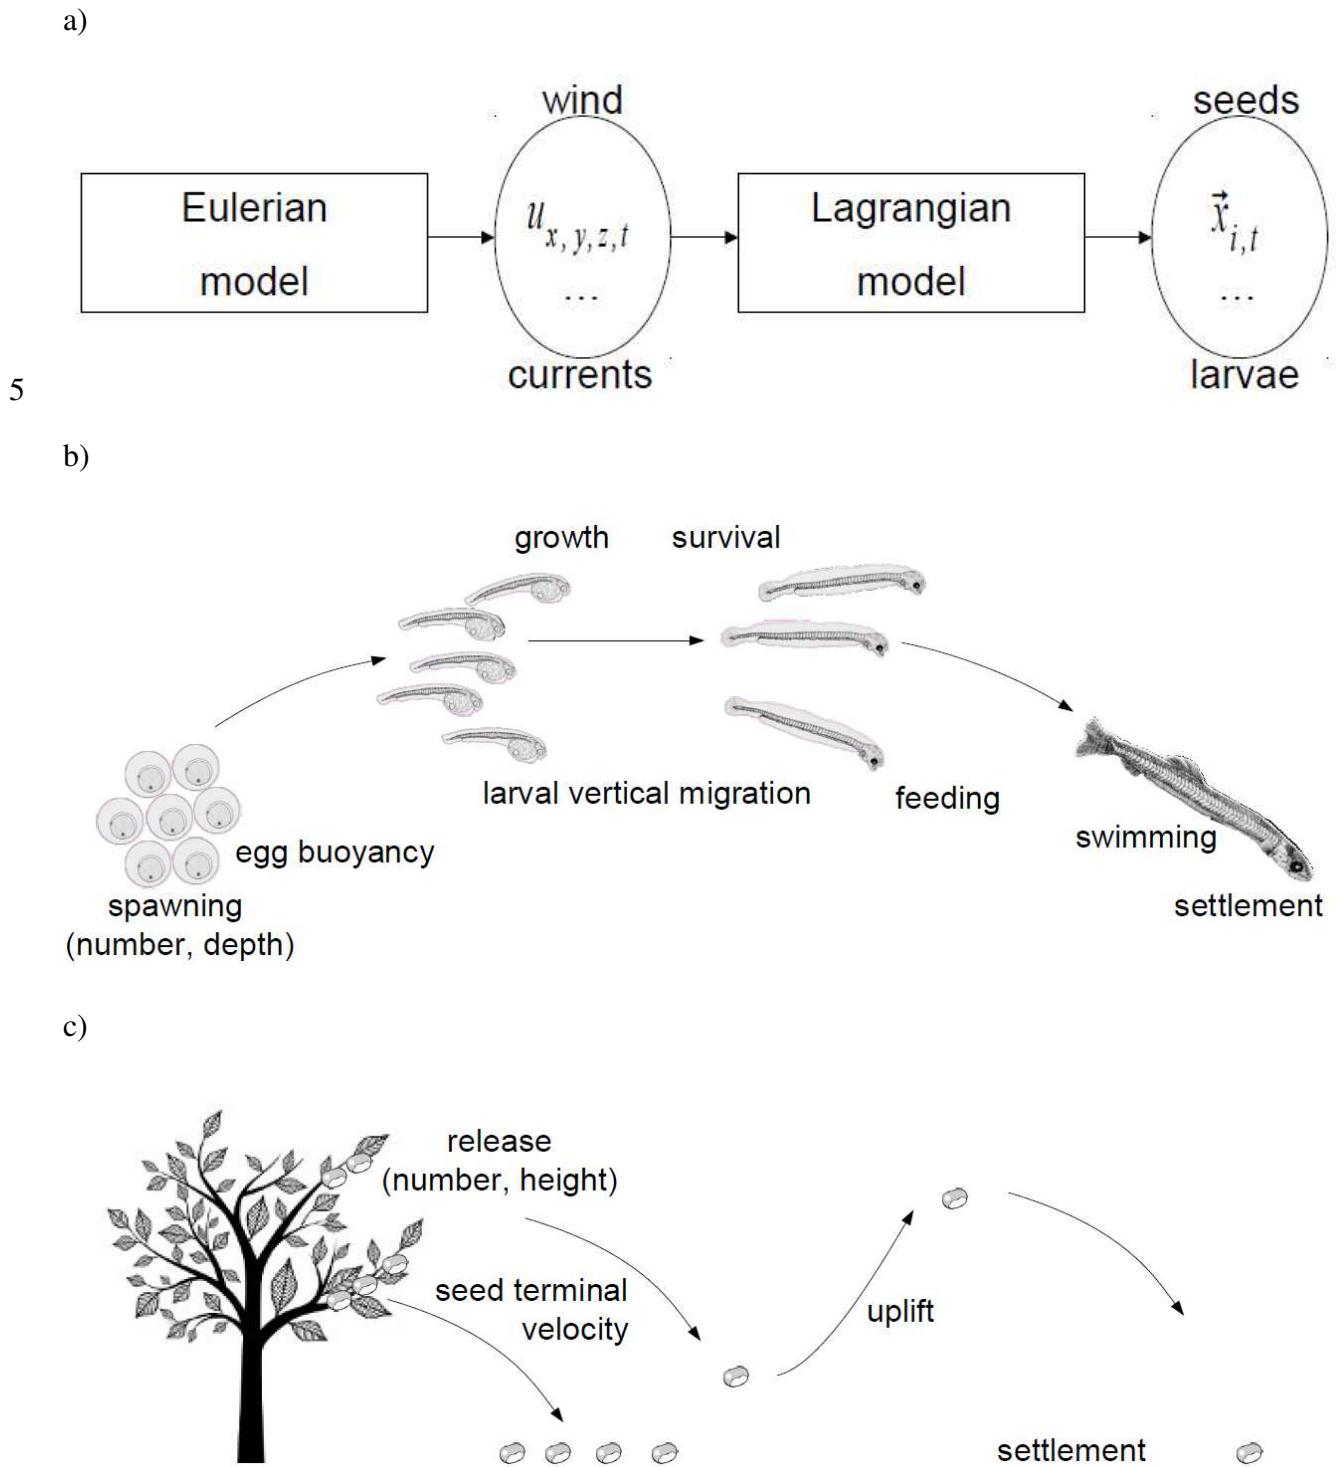 a)
wind
seeds
Eulerian
model
u x, y, z, t
...
Lagrangian
model
x⃗ i,t
...
currents
larvae
5
b)
growth survival
larval vertical migration
feeding
egg buoyancy
swimming
spawning
(number, depth)
settlement
c)
release
(number, height)
seed terminal
velocity
uplift
settlement